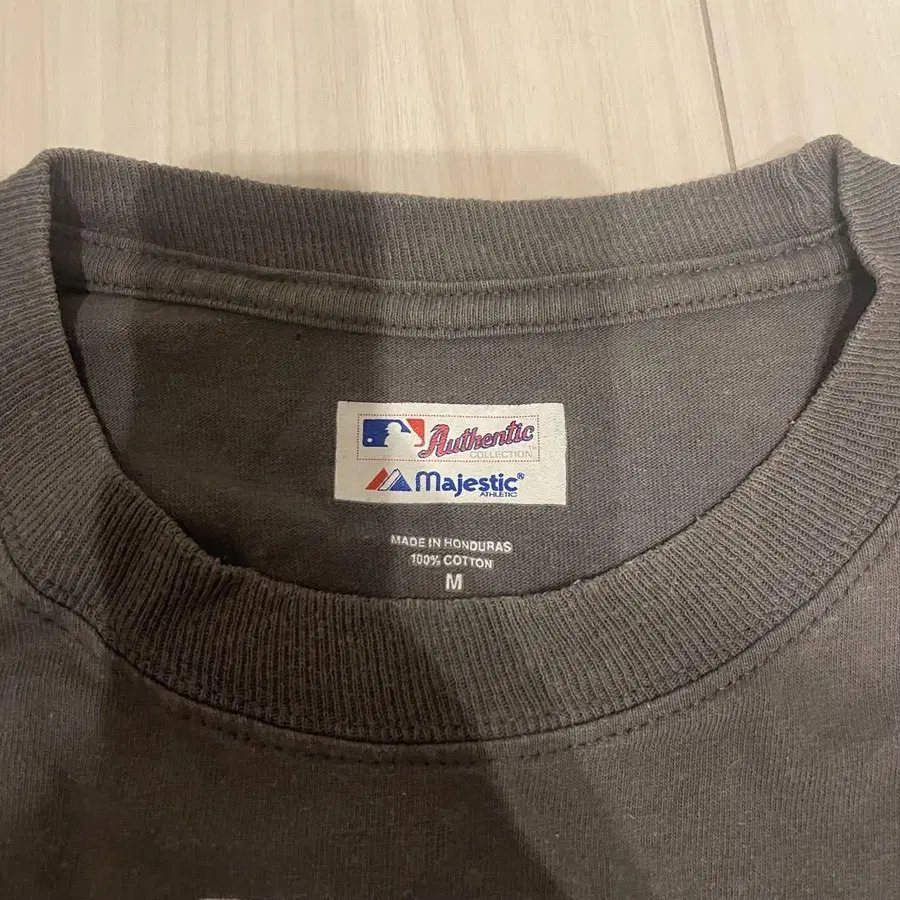 Authentic
COLLECTION
Majestic®
ATHLETIC
MADE IN HONDURAS
100% COTTON
M